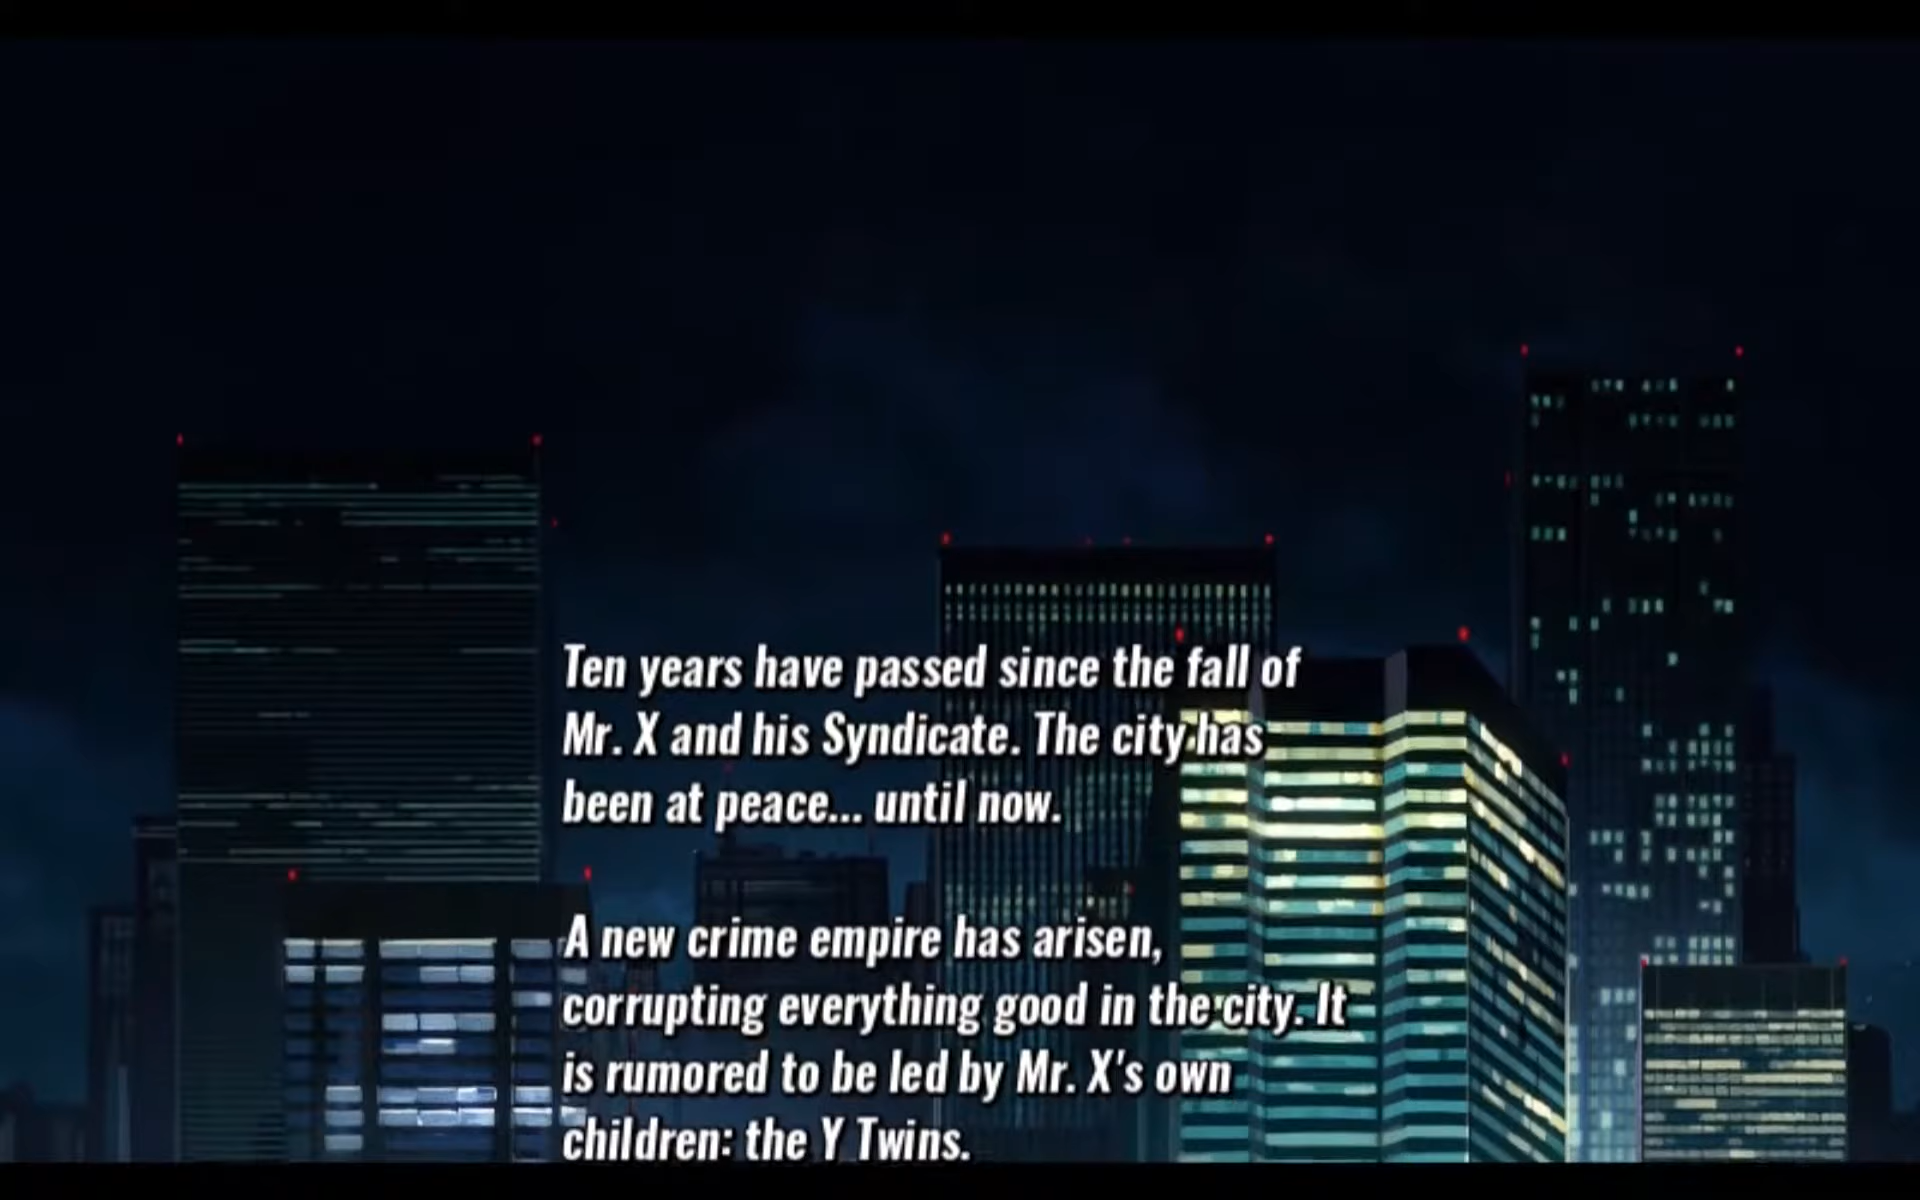 Ten years have passed since the fall of
Mr. X and his Syndicate. The city has
been at peace... until now.
A new crime empire has arisen,
corrupting everything good in the city. It
is rumored to be led by Mr. X's own
children: the Y Twins.